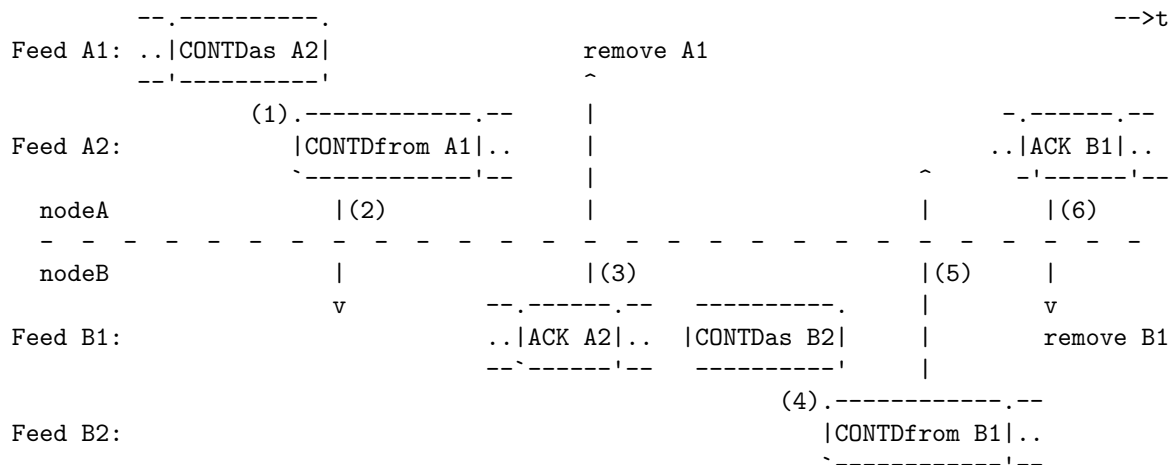 --.----------. -->t
Feed A1: ..|CONTDas A2| remove A1
--'----------' ^
(1).------------.-- | -.------.--
Feed A2: |CONTDfrom A1|.. | ..|ACK B1|..
`------------'-- | ^ -'------'--
nodeA |(2) | | |(6)
- - - - - - - - - - - - - - - - - - - - - - - - - - -
nodeB | |(3) |(5) |
v --.------.-- ----------. | v
Feed B1: ..|ACK A2|.. |CONTDas B2| | remove B1
--`------'-- ----------' |
(4).------------.--
Feed B2: |CONTDfrom B1|..
`------------'--